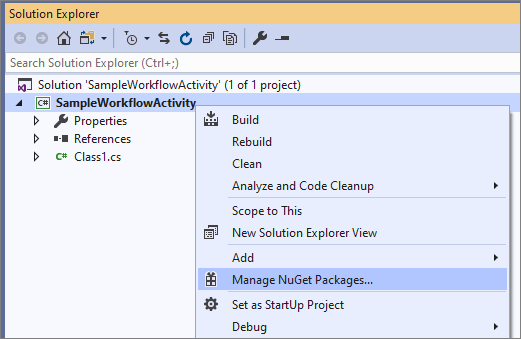 Solution Explorer
Search Solution Explorer (Ctrl+;)
Solution 'SampleWorkflowActivity' (1 of 1 project)
C# SampleWorkflowActivity
Properties
References
C# Class1.cs
Build
Rebuild
Clean
Analyze and Code Cleanup
Scope to This
New Solution Explorer View
Add
Manage NuGet Packages...
Set as StartUp Project
Debug